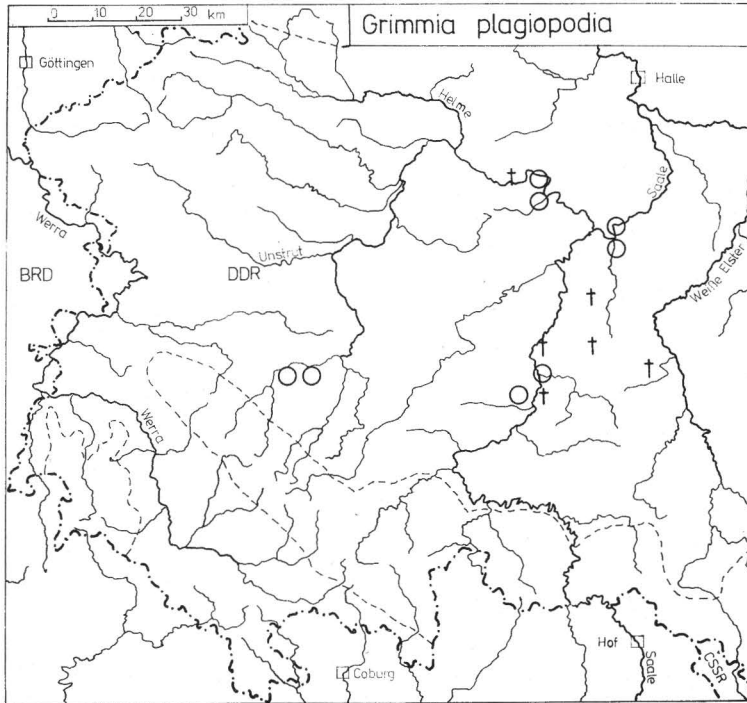 0 10 20 30 km
Grimmia plagiopodia
Göttingen
Halle
Helme
Saale
Werra
Unstrut
Weiße Elster
BRD
DDR
Werra
Hof
Saale
ČSSR
Coburg